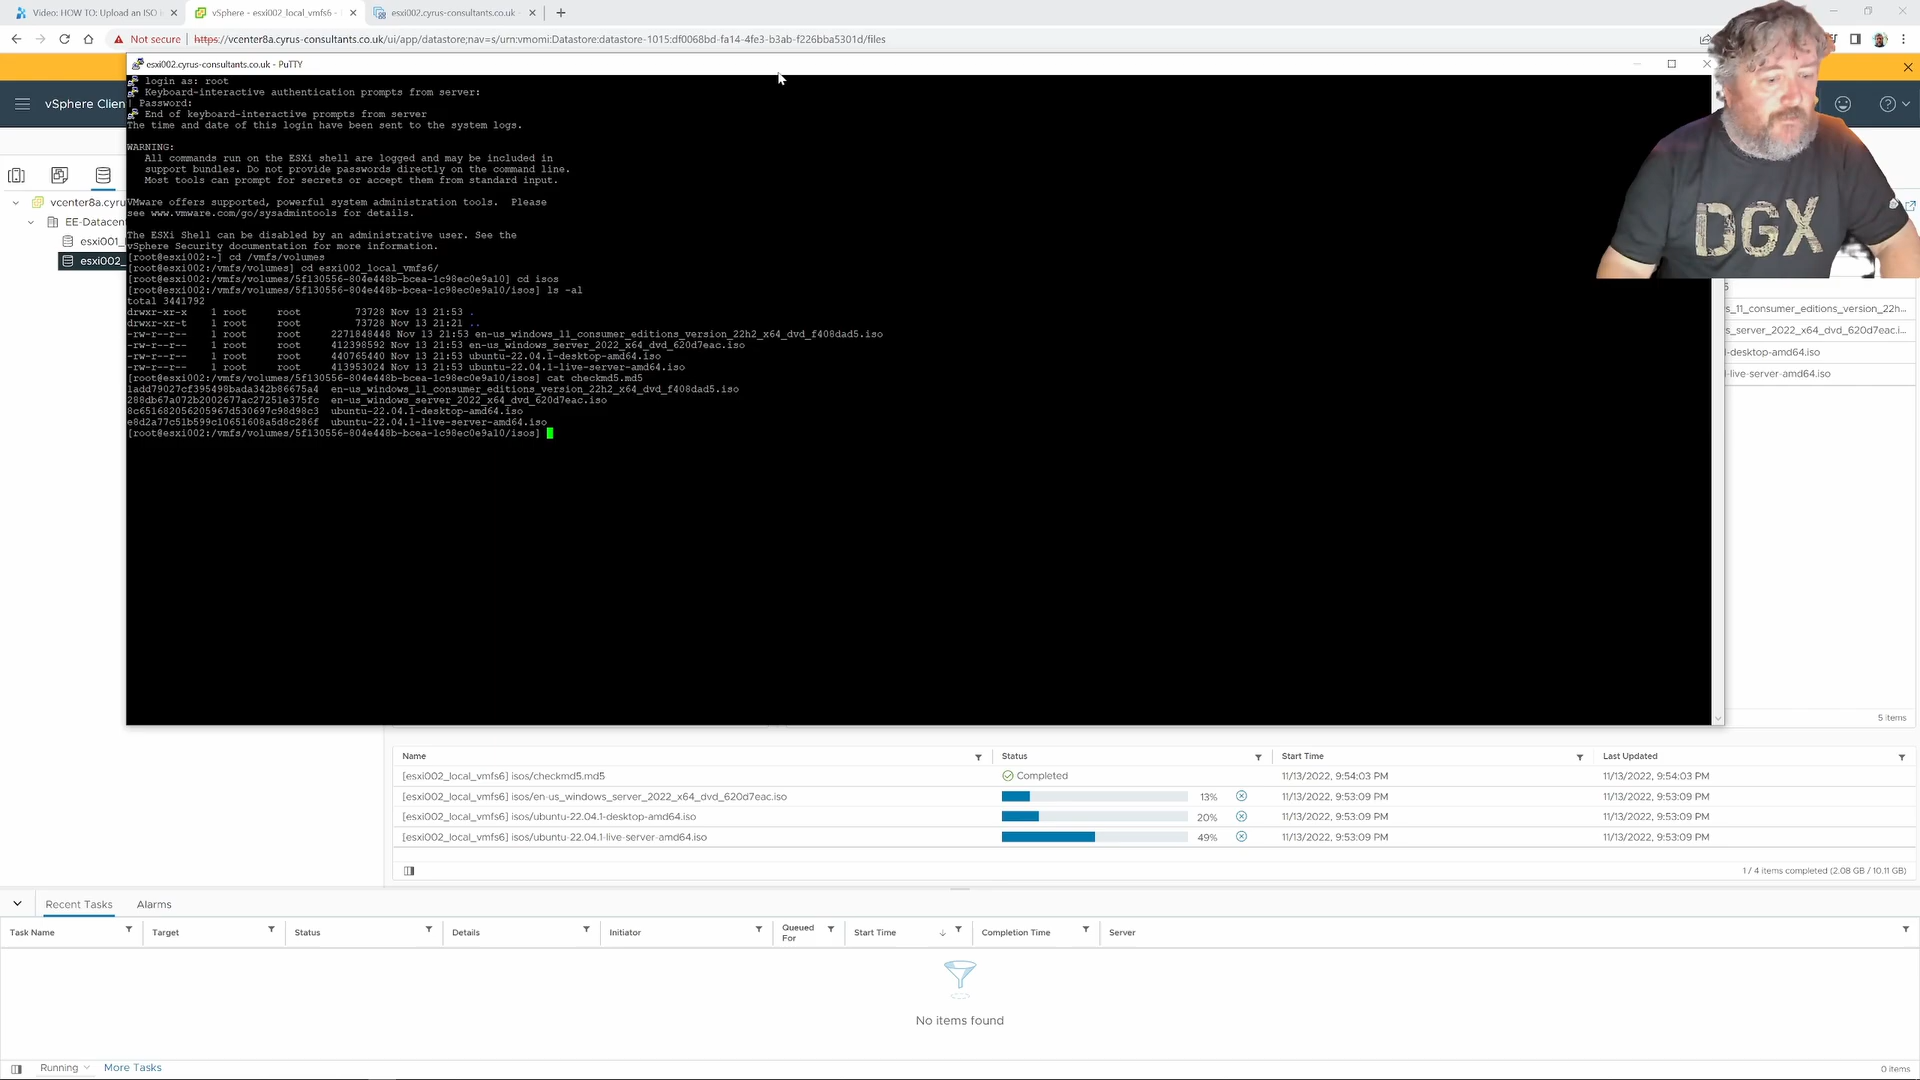 Video: HOW TO: Upload an ISO
vSphere - esxi002_local_vmfs6 -
esxi002.cyrus-consultants.co.uk
Not secure
https://vcenter8a.cyrus-consultants.co.uk/ui/app/datastore;nav=s/urn:vmomi:Datastore:datastore-1015:df0068bd-fa14-4fe3-b3ab-f226bba5301d/files
esxi002.cyrus-consultants.co.uk - PuTTY
vSphere Clien
login as: root
Keyboard-interactive authentication prompts from server:
| Password:
End of keyboard-interactive prompts from server
The time and date of this login have been sent to the system logs.
WARNING:
All commands run on the ESXi shell are logged and may be included in
support bundles. Do not provide passwords directly on the command line.
Most tools can prompt for secrets or accept them from standard input.
VMware offers supported, powerful system administration tools. Please
see www.vmware.com/go/sysadmintools for details.
The ESXi Shell can be disabled by an administrative user. See the
vSphere Security documentation for more information.
[root@esxi002:~] cd /vmfs/volumes
[root@esxi002:/vmfs/volumes] cd esxi002_local_vmfs6/
[root@esxi002:/vmfs/volumes/5f130556-804e448b-bcea-1c98ec0e9a10] cd isos
[root@esxi002:/vmfs/volumes/5f130556-804e448b-bcea-1c98ec0e9a10/isos] ls -al
total 3441792
drwxr-xr-x 1 root root 73728 Nov 13 21:53 .
drwxr-xr-t 1 root root 73728 Nov 13 21:21 ..
-rw-r--r-- 1 root root 2271848448 Nov 13 21:53 en-us_windows_11_consumer_editions_version_22h2_x64_dvd_f408dad5.iso
-rw-r--r-- 1 root root 412398592 Nov 13 21:53 en-us_windows_server_2022_x64_dvd_620d7eac.iso
-rw-r--r-- 1 root root 440765440 Nov 13 21:53 ubuntu-22.04.1-desktop-amd64.iso
-rw-r--r-- 1 root root 413953024 Nov 13 21:53 ubuntu-22.04.1-live-server-amd64.iso
[root@esxi002:/vmfs/volumes/5f130556-804e448b-bcea-1c98ec0e9a10/isos] cat checkmd5.md5
1add79027cf395498bada342b86675a4 en-us_windows_11_consumer_editions_version_22h2_x64_dvd_f408dad5.iso
288db67a072b2002677ac27251e375fc en-us_windows_server_2022_x64_dvd_620d7eac.iso
8c651682056205967d530697c98d98c3 ubuntu-22.04.1-desktop-amd64.iso
e8d2a77c51b599c10651608a5d8c286f ubuntu-22.04.1-live-server-amd64.iso
[root@esxi002:/vmfs/volumes/5f130556-804e448b-bcea-1c98ec0e9a10/isos]
vcenter8a.cyru
EE-Datacent
esxi001_l
esxi002_
DGX
s_11_consumer_editions_version_22h...
s_server_2022_x64_dvd_620d7eac.i...
l-desktop-amd64.iso
l-live-server-amd64.iso
5 items
Name Status Start Time Last Updated
[esxi002_local_vmfs6] isos/checkmd5.md5 Completed 11/13/2022, 9:54:03 PM 11/13/2022, 9:54:03 PM
[esxi002_local_vmfs6] isos/en-us_windows_server_2022_x64_dvd_620d7eac.iso 13% 11/13/2022, 9:53:09 PM 11/13/2022, 9:53:09 PM
[esxi002_local_vmfs6] isos/ubuntu-22.04.1-desktop-amd64.iso 20% 11/13/2022, 9:53:09 PM 11/13/2022, 9:53:09 PM
[esxi002_local_vmfs6] isos/ubuntu-22.04.1-live-server-amd64.iso 49% 11/13/2022, 9:53:09 PM 11/13/2022, 9:53:09 PM
1 / 4 items completed (2.08 GB / 10.11 GB)
Recent Tasks Alarms
Task Name Target Status Details Initiator Queued For Start Time Completion Time Server
No items found
Running More Tasks
0 items